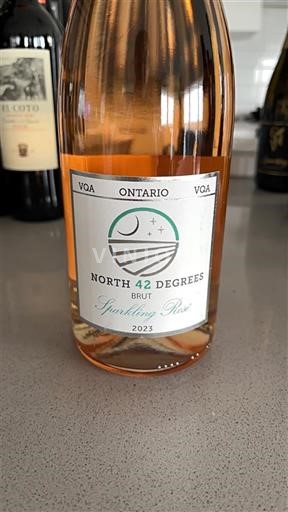 EL COTO
VQA ONTARIO VQA
NORTH 42 DEGREES
BRUT
Sparkling Rosé
2023